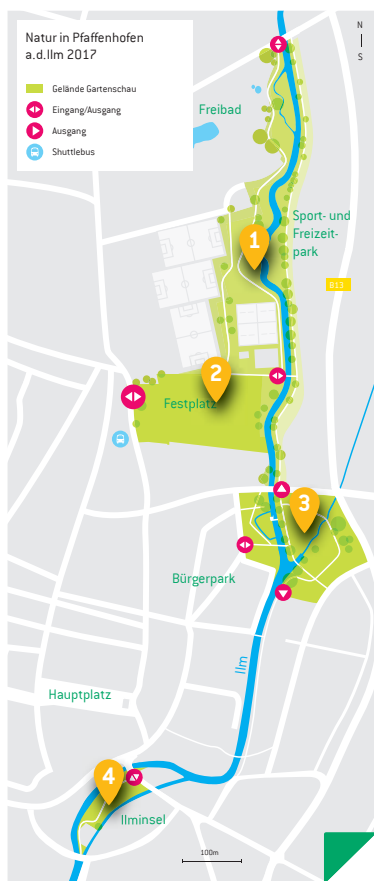 Natur in Pfaffenhofen
a.d.Ilm 2017
Gelände Gartenschau
Eingang/Ausgang
Ausgang
Shuttlebus
N
S
Freibad
Sport- und
Freizeit-
park
1
B13
2
Festplatz
3
Bürgerpark
Ilm
Hauptplatz
4
Ilminsel
100m